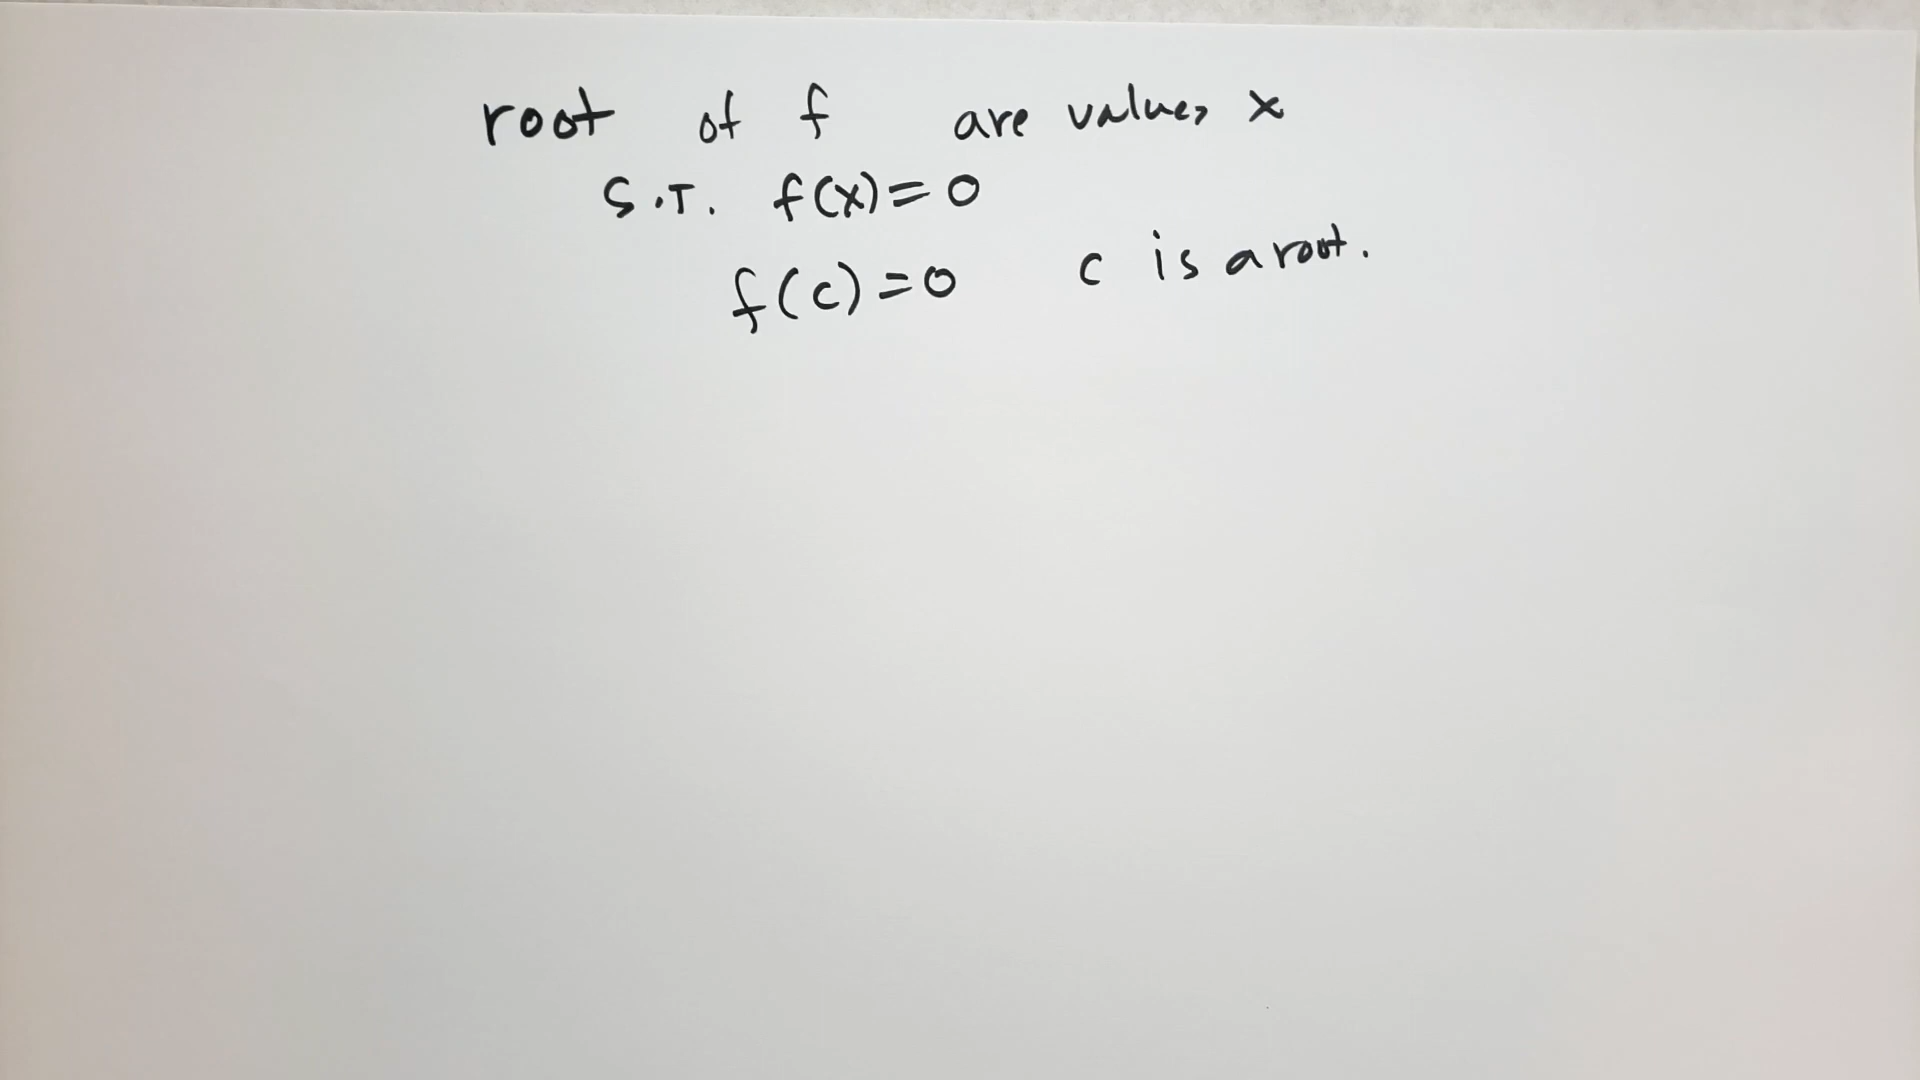 root of f are values x
S.T. f(x)=0
f(c)=0 c is a root.